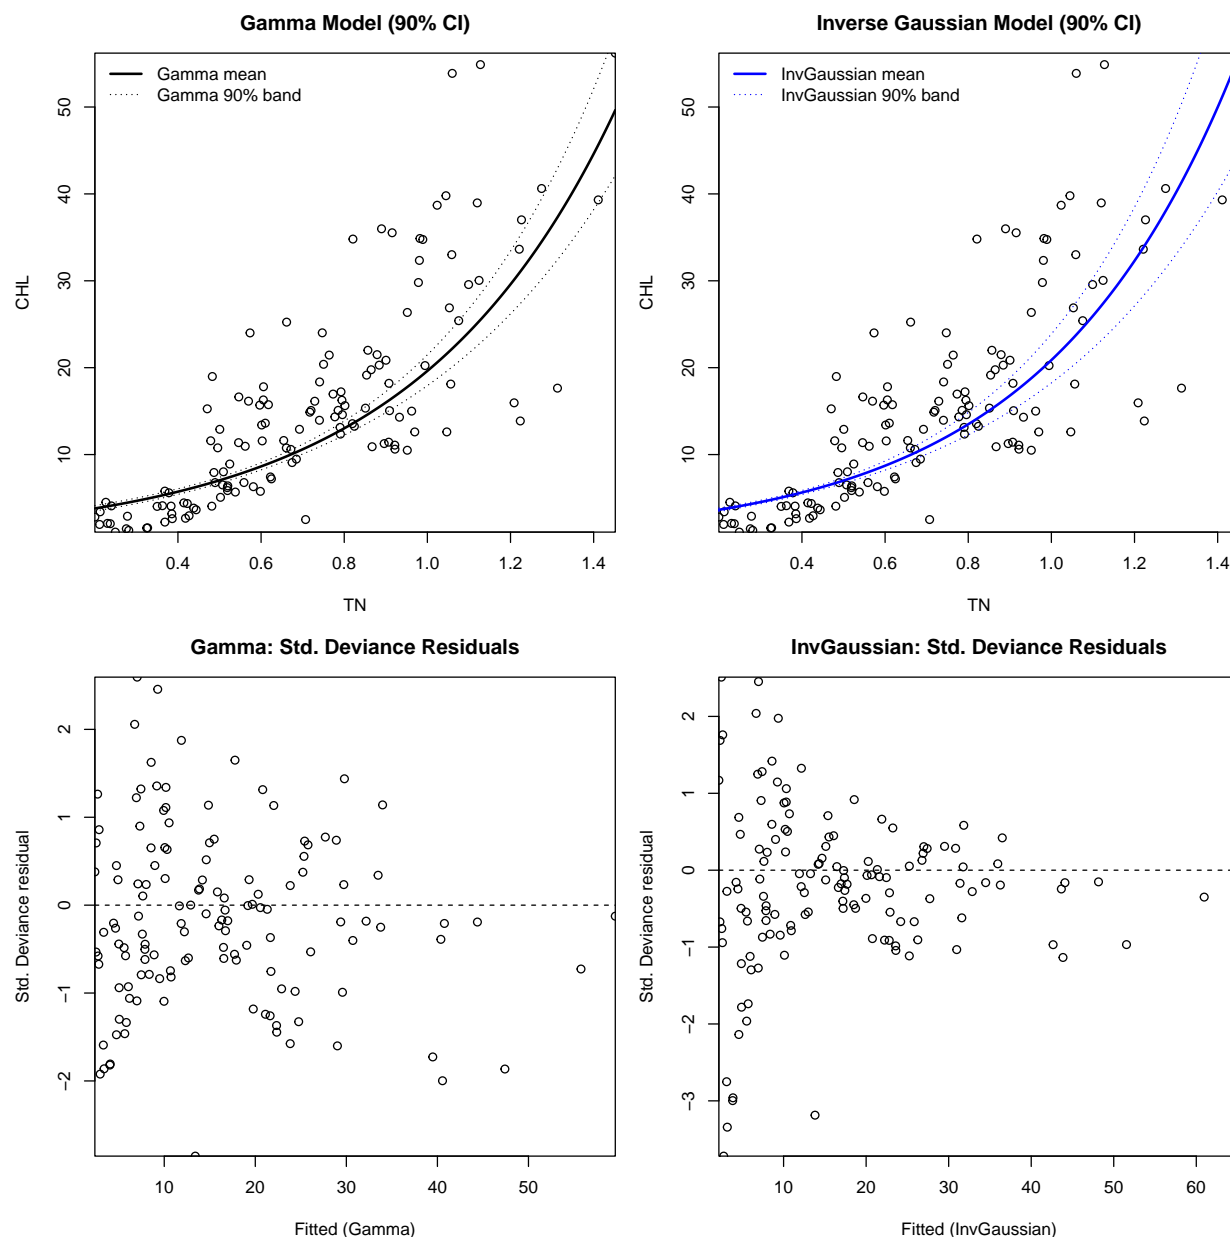 Gamma Model (90% CI)
Gamma mean
Gamma 90% band
CHL
50
40
30
20
10
0.4 0.6 0.8 1.0 1.2 1.4
TN
Inverse Gaussian Model (90% CI)
InvGaussian mean
InvGaussian 90% band
CHL
50
40
30
20
10
0.4 0.6 0.8 1.0 1.2 1.4
TN
Gamma: Std. Deviance Residuals
Std. Deviance residual
2
1
0
−1
−2
10 20 30 40 50
Fitted (Gamma)
InvGaussian: Std. Deviance Residuals
Std. Deviance residual
2
1
0
−1
−2
−3
10 20 30 40 50 60
Fitted (InvGaussian)